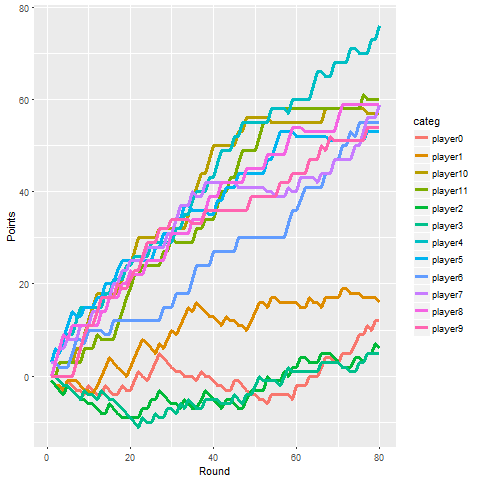 80
60
40
20
0
Points
0
20
40
60
80
Round
categ
player0
player1
player10
player11
player2
player3
player4
player5
player6
player7
player8
player9